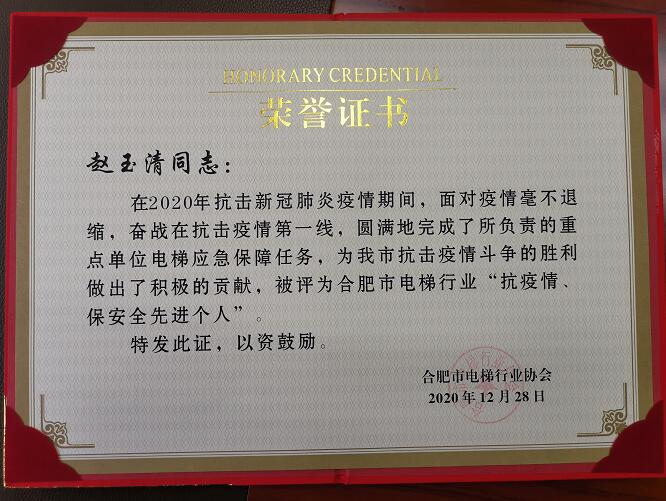 HONORARY CREDENTIAL
荣誉证书
赵玉清同志：
在2020年抗击新冠肺炎疫情期间，面对疫情毫不退
缩，奋战在抗击疫情第一线，圆满地完成了所负责的重
点单位电梯应急保障任务，为我市抗击疫情斗争的胜利
做出了积极的贡献，被评为合肥市电梯行业“抗疫情、
保安全先进个人”。
特发此证，以资鼓励。
合肥市电梯行业协会
2020年12月28日